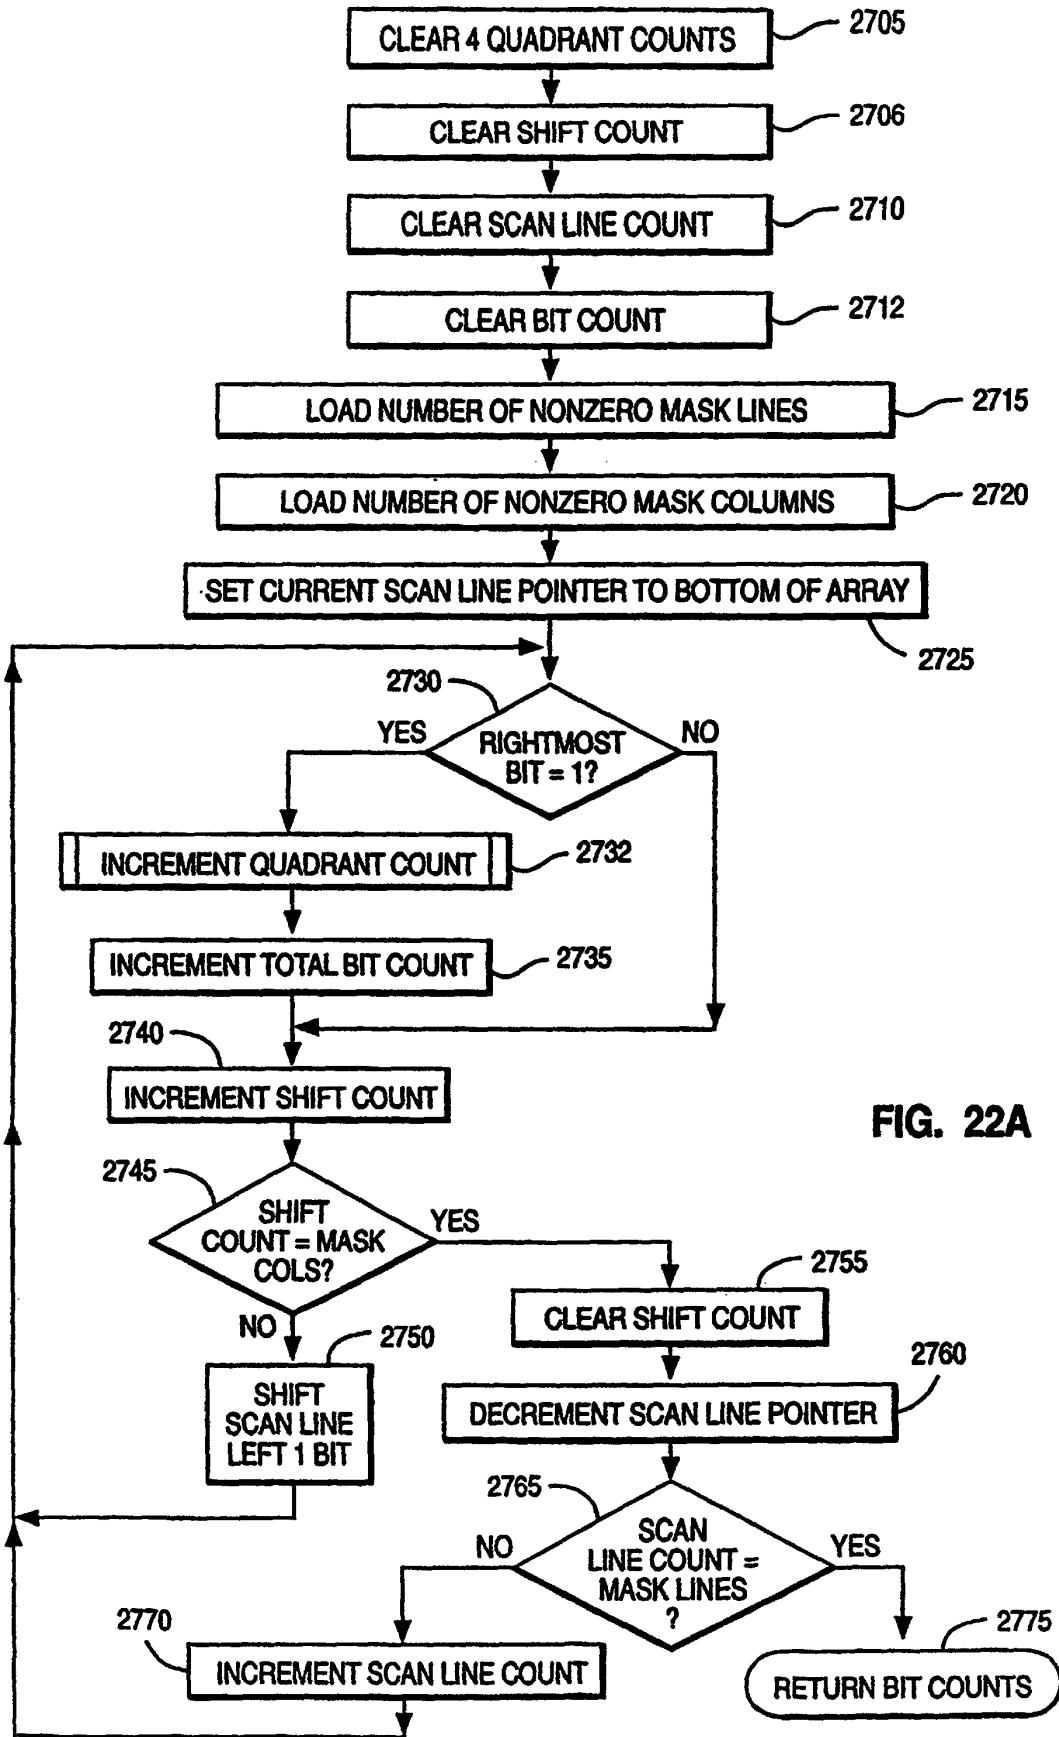 CLEAR 4 QUADRANT COUNTS
2705
CLEAR SHIFT COUNT
2706
CLEAR SCAN LINE COUNT
2710
CLEAR BIT COUNT
2712
LOAD NUMBER OF NONZERO MASK LINES
2715
LOAD NUMBER OF NONZERO MASK COLUMNS
2720
SET CURRENT SCAN LINE POINTER TO BOTTOM OF ARRAY
2725
2730
YES
RIGHTMOST
BIT = 1?
NO
INCREMENT QUADRANT COUNT
2732
INCREMENT TOTAL BIT COUNT
2735
2740
INCREMENT SHIFT COUNT
FIG. 22A
2745
SHIFT
COUNT = MASK
COLS?
YES
NO
2750
SHIFT
SCAN LINE
LEFT 1 BIT
2755
CLEAR SHIFT COUNT
2760
DECREMENT SCAN LINE POINTER
2765
SCAN
LINE COUNT =
MASK LINES
?
NO
YES
2770
INCREMENT SCAN LINE COUNT
2775
RETURN BIT COUNTS